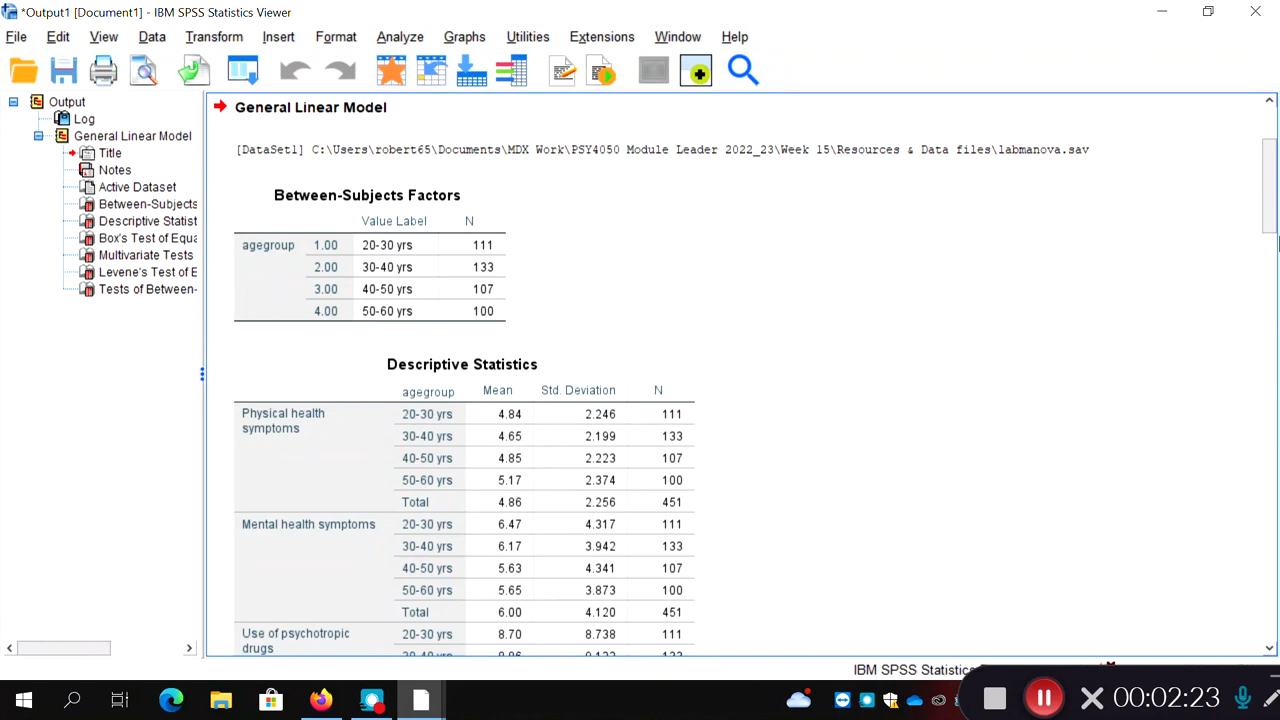 *Output1 [Document1] - IBM SPSS Statistics Viewer
File Edit View Data Transform Insert Format Analyze Graphs Utilities Extensions Window Help
Output
Log
General Linear Model
Title
Notes
Active Dataset
Between-Subjects
Descriptive Statist
Box's Test of Equa
Multivariate Tests
Levene's Test of E
Tests of Between-
General Linear Model
[DataSet1] C:\Users\robert65\Documents\MDX Work\PSY4050 Module Leader 2022_23\Week 15\Resources & Data files\labmanova.sav
Between-Subjects Factors
Value Label N
agegroup 1.00 20-30 yrs 111
2.00 30-40 yrs 133
3.00 40-50 yrs 107
4.00 50-60 yrs 100
Descriptive Statistics
agegroup Mean Std. Deviation N
Physical health symptoms 20-30 yrs 4.84 2.246 111
30-40 yrs 4.65 2.199 133
40-50 yrs 4.85 2.223 107
50-60 yrs 5.17 2.374 100
Total 4.86 2.256 451
Mental health symptoms 20-30 yrs 6.47 4.317 111
30-40 yrs 6.17 3.942 133
40-50 yrs 5.63 4.341 107
50-60 yrs 5.65 3.873 100
Total 6.00 4.120 451
Use of psychotropic drugs 20-30 yrs 8.70 8.738 111
IBM SPSS Statistics
00:02:23